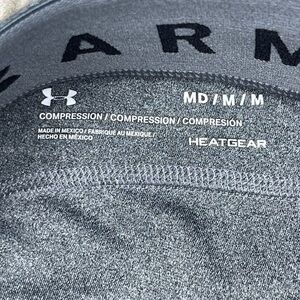 ARM
MD / M / M
COMPRESSION / COMPRESSION / COMPRESIÓN
MADE IN MEXICO / FABRIQUÉ AU MEXIQUE /
HECHO EN MÉXICO
HEATGEAR